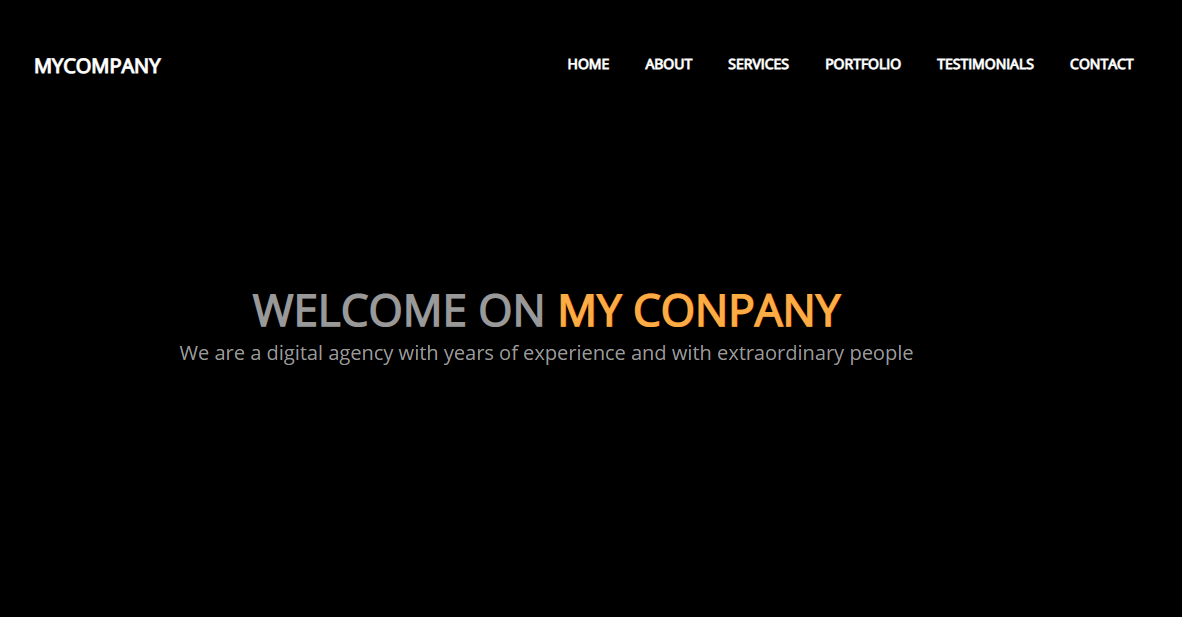 MYCOMPANY
HOME ABOUT SERVICES PORTFOLIO TESTIMONIALS CONTACT
WELCOME ON MY CONPANY
We are a digital agency with years of experience and with extraordinary people